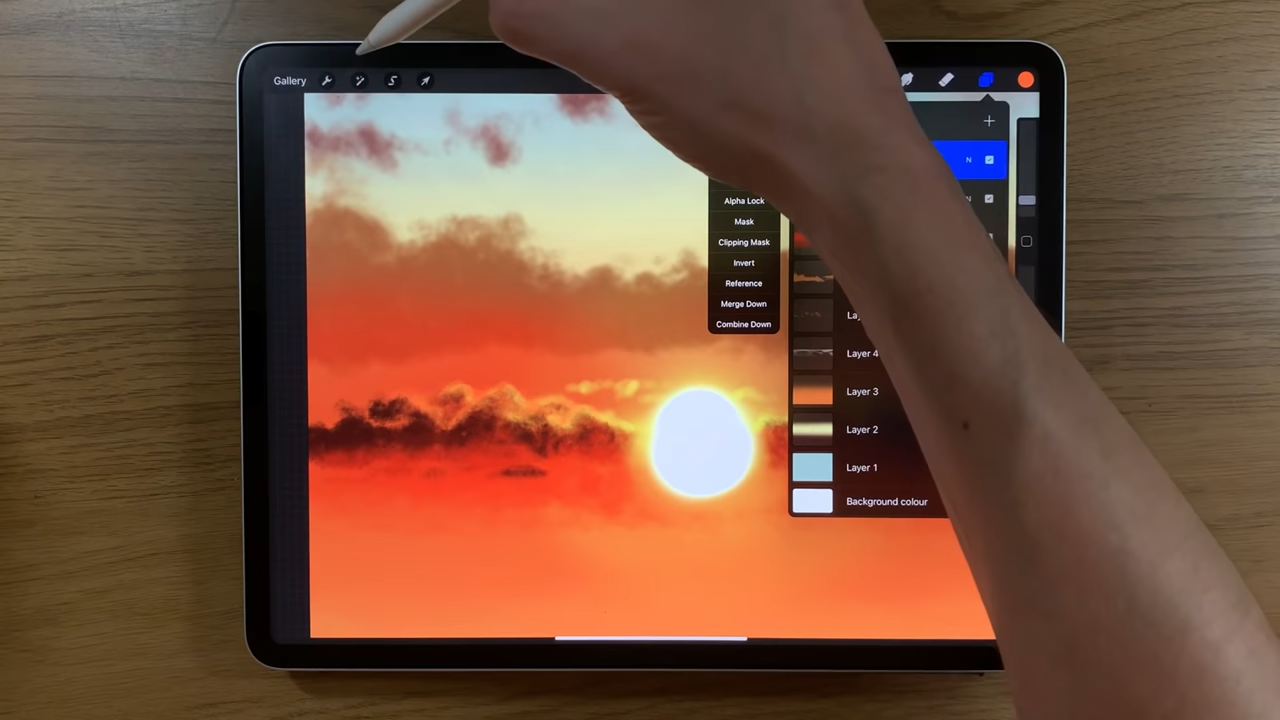 Gallery
N
Alpha Lock
Mask
Clipping Mask
Invert
Reference
Merge Down
Combine Down
Layer 4
Layer 3
Layer 2
Layer 1
Background colour